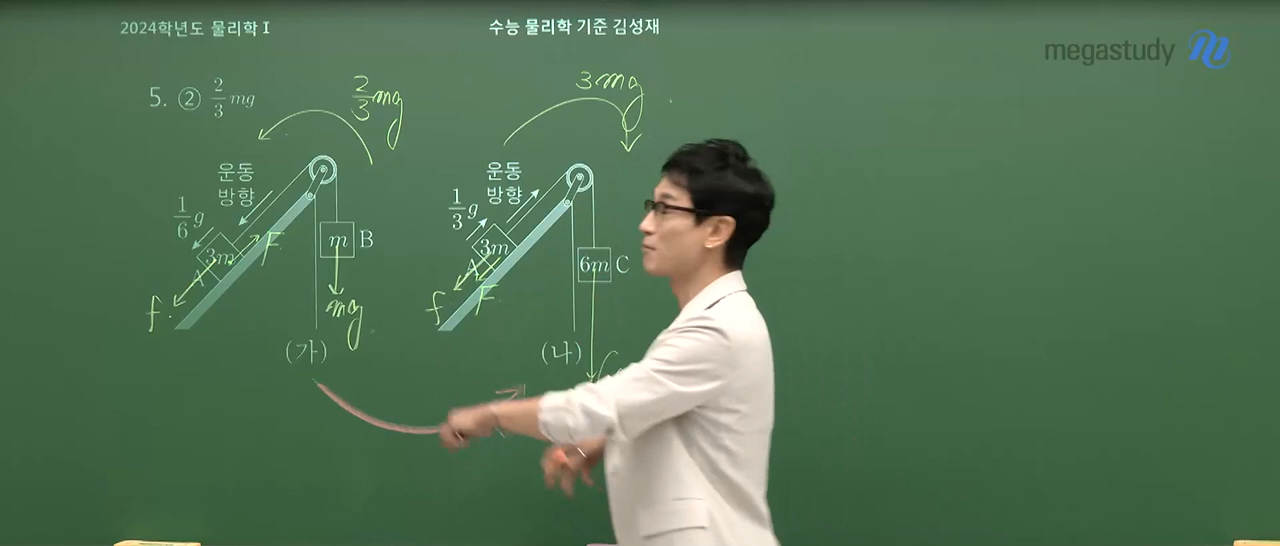 2024학년도 물리학 I
수능 물리학 기준 김성재
megastudy
5. ② 2/3 mg
2/3 mg
3mg
운동
방향
1/6 g
3m
A
F
f
m B
mg
(가)
운동
방향
1/3 g
3m
A
f
F
6m C
(나)